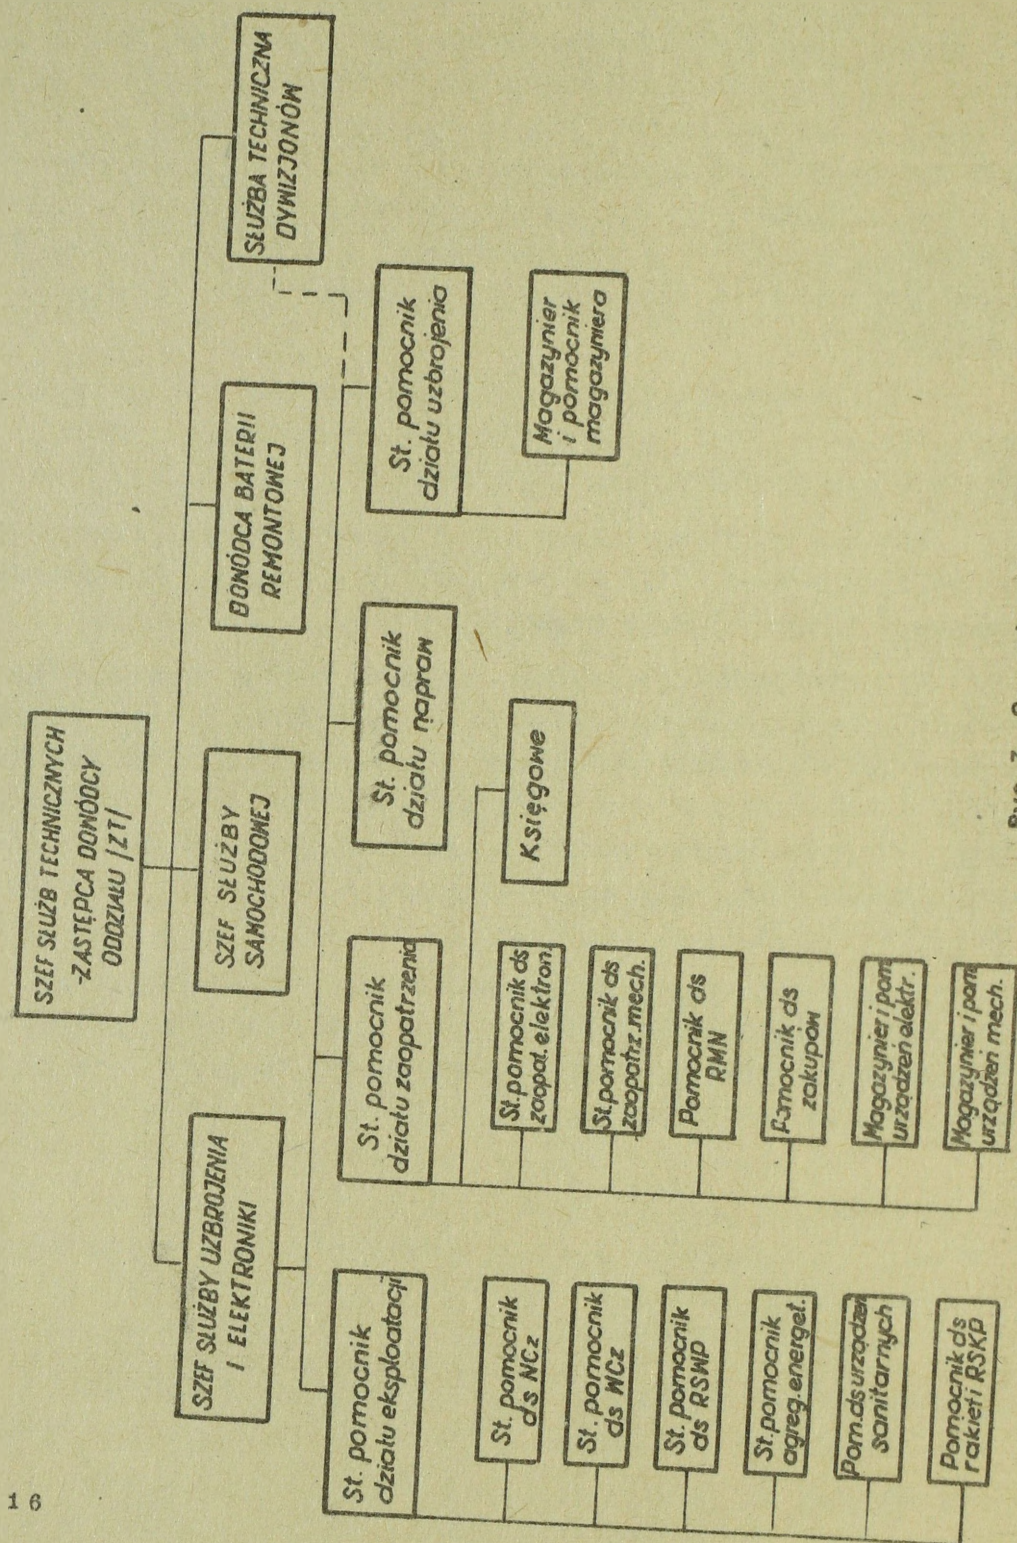 SZEF SŁUŻB TECHNICZNYCH
-ZASTĘPCA DOWÓDCY
ODDZIAŁU /ZT/
SZEF SŁUŻBY UZBROJENIA
I ELEKTRONIKI
SZEF SŁUŻBY
SAMOCHODOWEJ
DOWÓDCA BATERII
REMONTOWEJ
SŁUŻBA TECHNICZNA
DYWIZJONÓW
St. pomocnik
działu eksploatacji
St. pomocnik
działu zaopatrzenia
St. pomocnik
działu napraw
St. pomocnik
działu uzbrojenia
St. pomocnik
ds NCz
St. pomocnik
ds WCz
St. pomocnik
ds RSWP
St. pomocnik
agreg. energet.
Pom. ds urządzeń
sanitarnych
Pomocnik ds
rakiet i RSKP
Księgowe
St. pomocnik ds
zaopat. elektron.
St. pomocnik ds
zaopatrz. mech.
Pomocnik ds
RMN
Pomocnik ds
zakupów
Magazynier i pom
urządzeń elektr.
Magazynier i pom
urządzeń mech.
Magazynier
i pomocnik
magazyniera
16